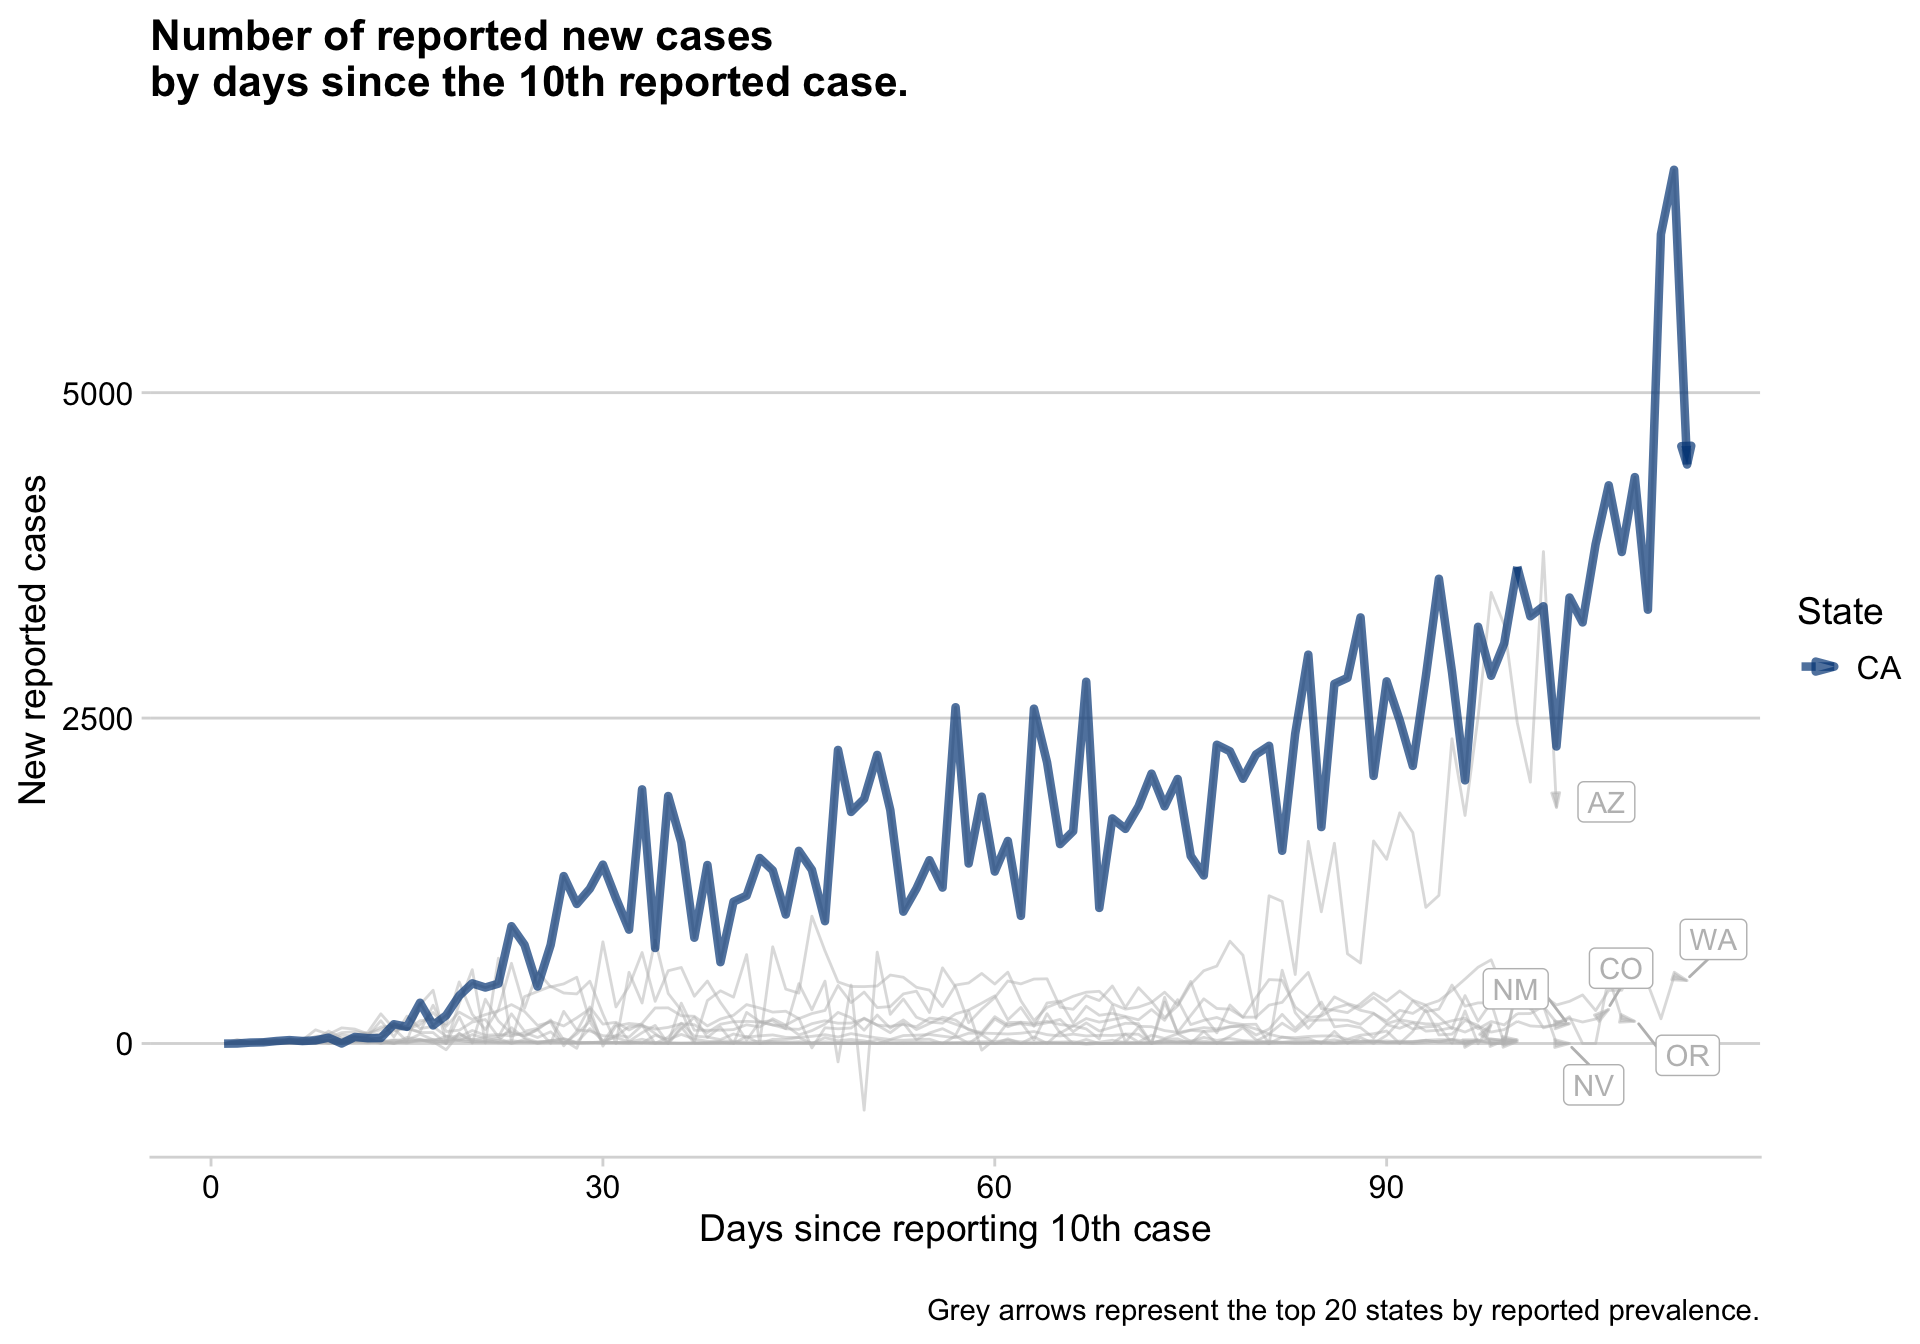 Number of reported new cases
by days since the 10th reported case.
New reported cases
5000
2500
0
AZ
WA
CO
NM
OR
NV
State
CA
0
30
60
90
Days since reporting 10th case
Grey arrows represent the top 20 states by reported prevalence.